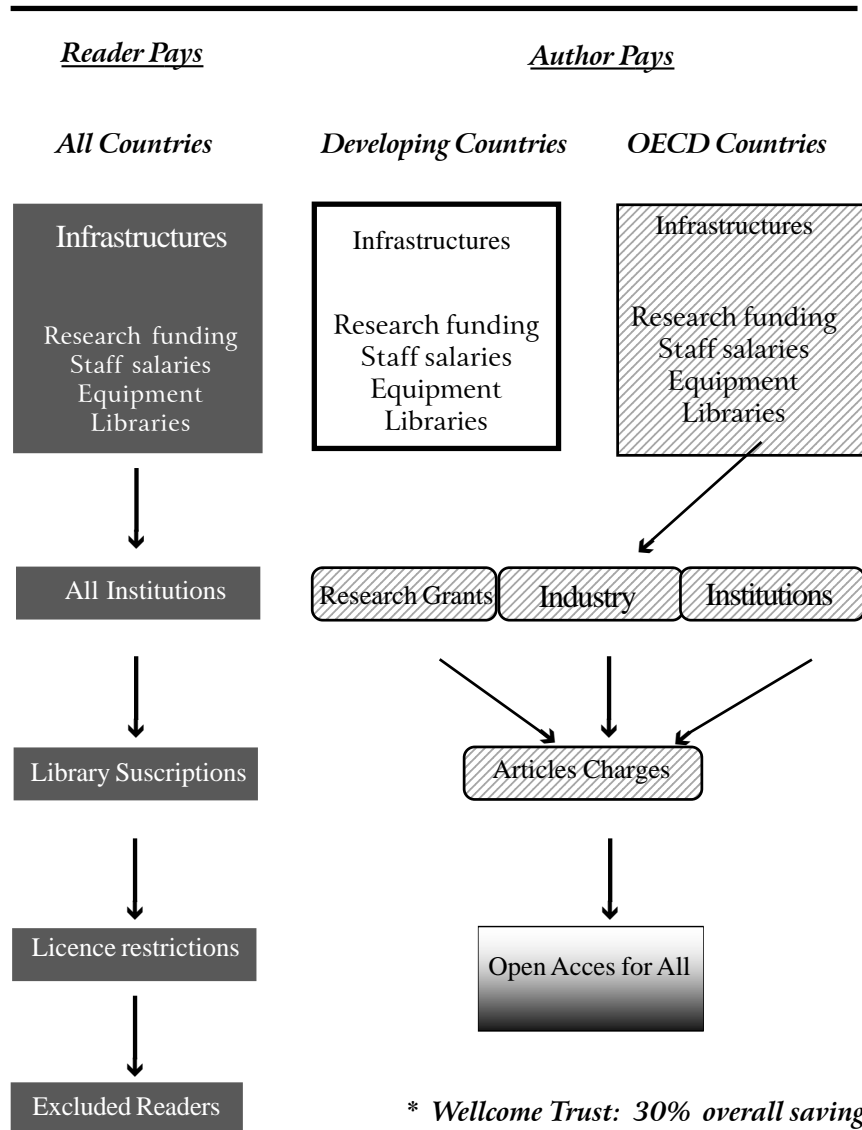 Reader Pays
Author Pays
All Countries
Developing Countries
OECD Countries
Infrastructures
Research funding
Staff salaries
Equipment
Libraries
Infrastructures
Research funding
Staff salaries
Equipment
Libraries
Infrastructures
Research funding
Staff salaries
Equipment
Libraries
All Institutions
Research Grants
Industry
Institutions
Library Suscriptions
Articles Charges
Licence restrictions
Open Acces for All
Excluded Readers
* Wellcome Trust: 30% overall saving